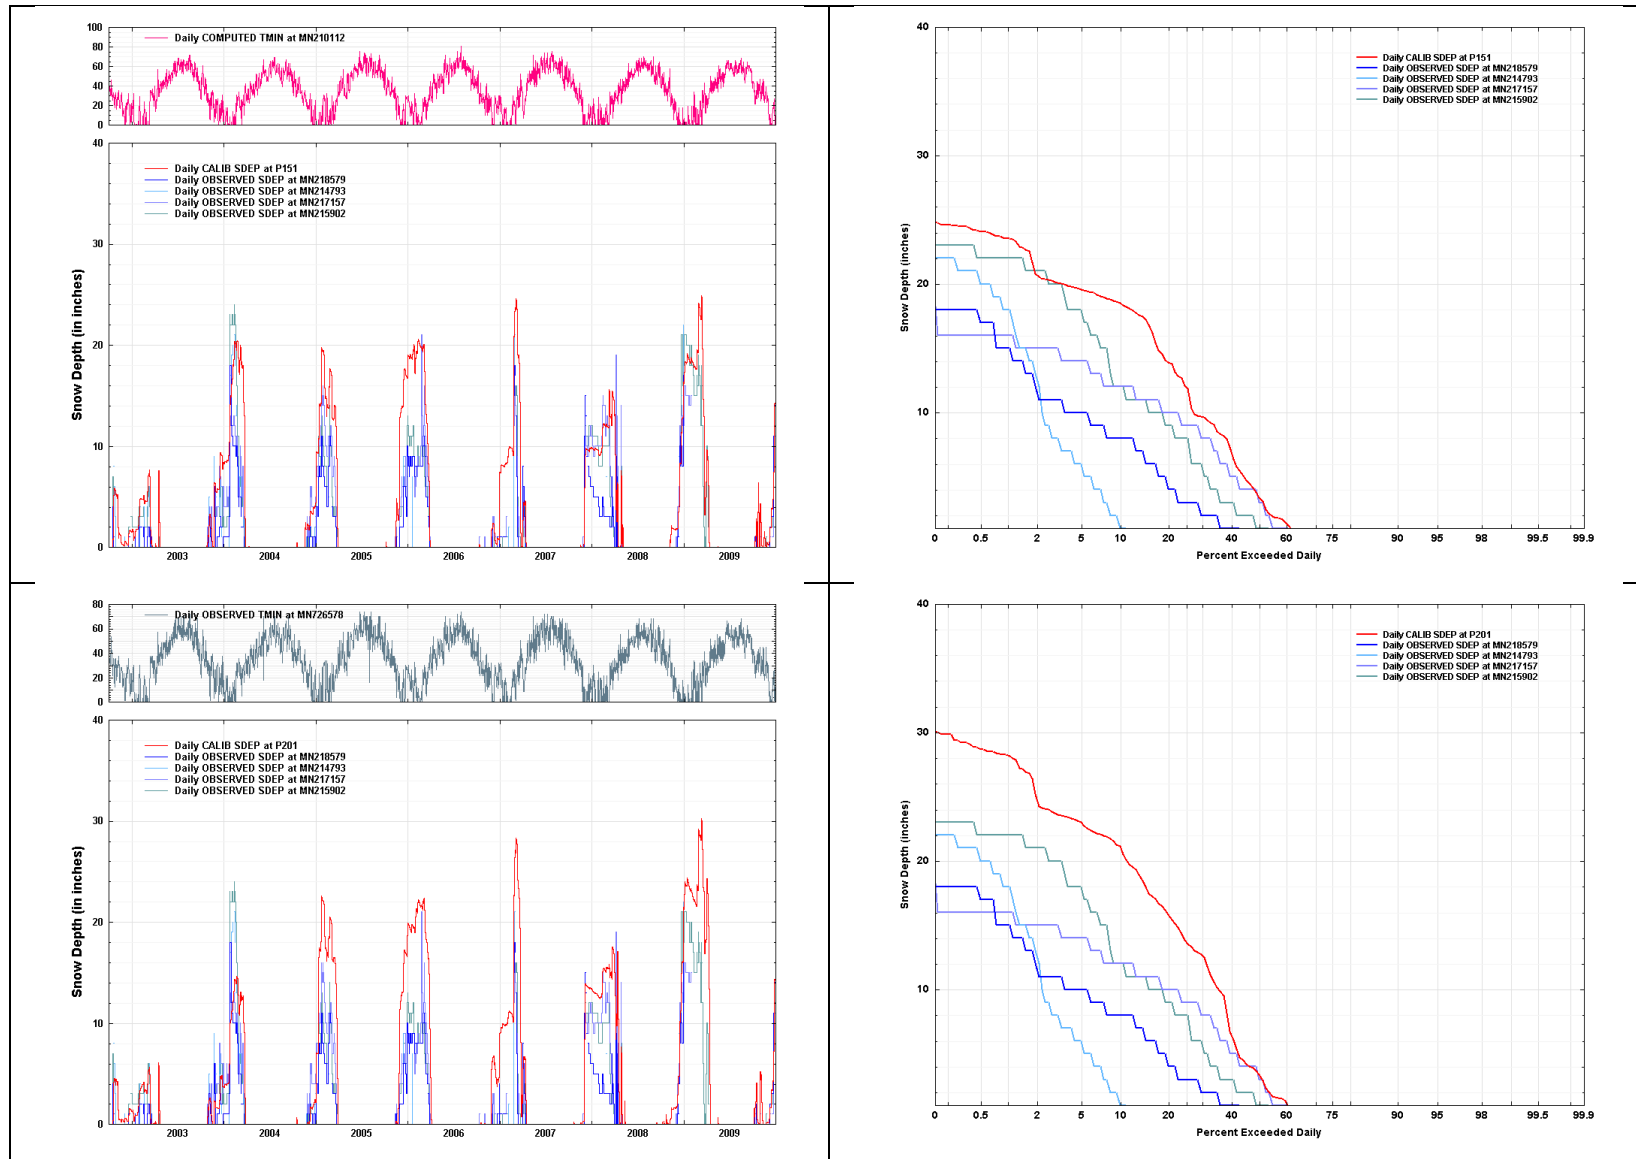 100
80
60
40
20
0
Daily COMPUTED TMIN at MN210112
40
30
20
10
0
Snow Depth (in inches)
Daily CALIB SDEP at P151
Daily OBSERVED SDEP at MN218579
Daily OBSERVED SDEP at MN214793
Daily OBSERVED SDEP at MN217157
Daily OBSERVED SDEP at MN215902
2003 2004 2005 2006 2007 2008 2009
40
30
20
10
Snow Depth (inches)
Daily CALIB SDEP at P151
Daily OBSERVED SDEP at MN218579
Daily OBSERVED SDEP at MN214793
Daily OBSERVED SDEP at MN217157
Daily OBSERVED SDEP at MN215902
0 0.5 2 5 10 20 40 60 75 90 95 98 99.5 99.9
Percent Exceeded Daily
80
60
40
20
0
Daily OBSERVED TMIN at MN726578
40
30
20
10
0
Snow Depth (in inches)
Daily CALIB SDEP at P201
Daily OBSERVED SDEP at MN218579
Daily OBSERVED SDEP at MN214793
Daily OBSERVED SDEP at MN217157
Daily OBSERVED SDEP at MN215902
2003 2004 2005 2006 2007 2008 2009
40
30
20
10
Snow Depth (inches)
Daily CALIB SDEP at P201
Daily OBSERVED SDEP at MN218579
Daily OBSERVED SDEP at MN214793
Daily OBSERVED SDEP at MN217157
Daily OBSERVED SDEP at MN215902
0 0.5 2 5 10 20 40 60 75 90 95 98 99.5 99.9
Percent Exceeded Daily